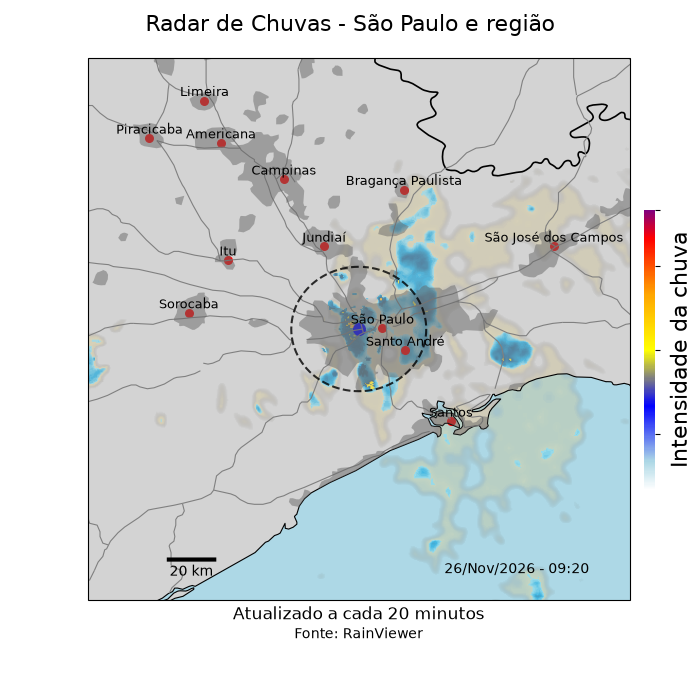 Radar de Chuvas - São Paulo e região
Limeira
Piracicaba
Americana
Campinas
Bragança Paulista
Jundiaí
São José dos Campos
Itu
Sorocaba
São Paulo
Santo André
Santos
Intensidade da chuva
20 km
26/Nov/2026 - 09:20
Atualizado a cada 20 minutos
Fonte: RainViewer